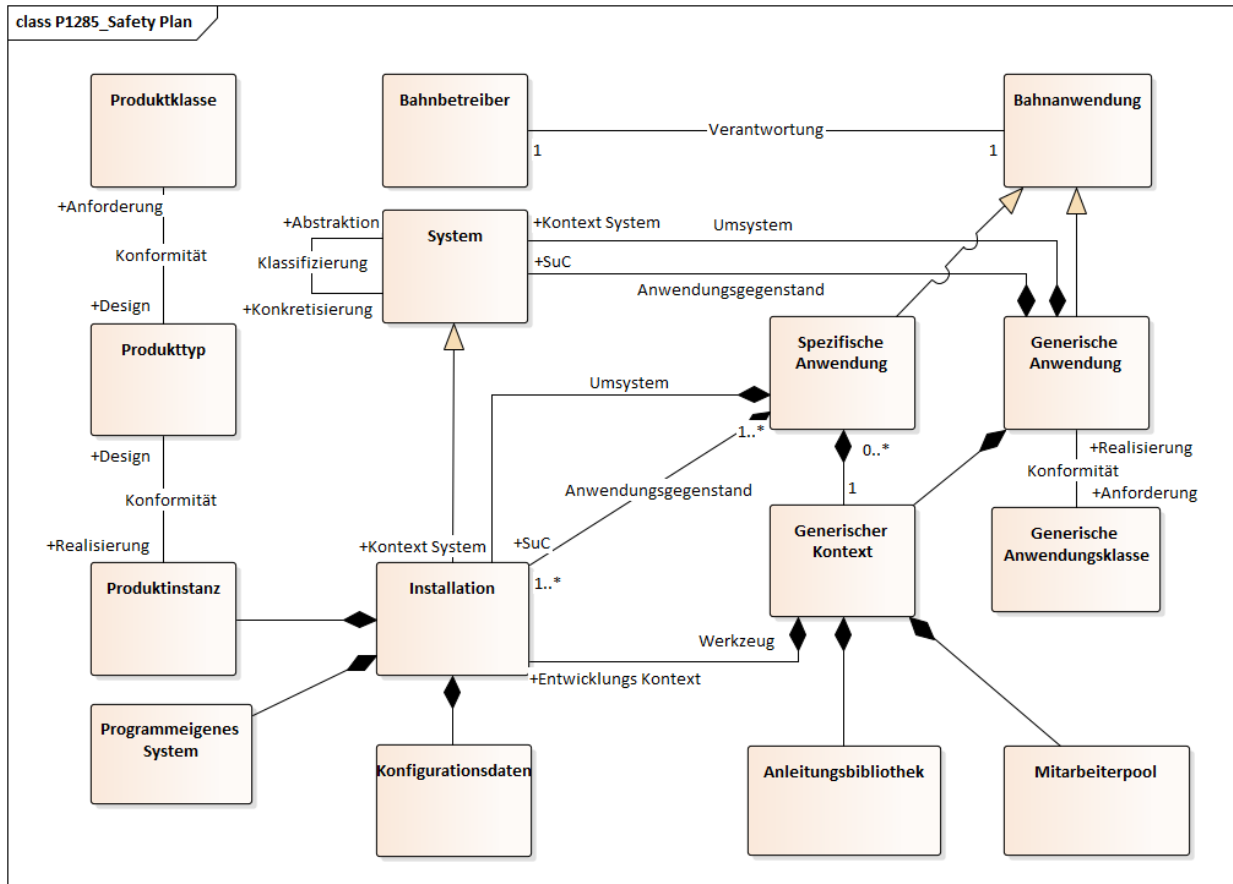 class P1285_Safety Plan
Produktklasse
Bahnbetreiber
Bahnanwendung
Verantwortung
1
1
+Anforderung
+Abstraktion
System
+Kontext System
Umsystem
Konformität
Klassifizierung
+SuC
Anwendungsgegenstand
+Design
+Konkretisierung
Produkttyp
Spezifische
Anwendung
Generische
Anwendung
Umsystem
+Design
1..*
0..*
+Realisierung
Konformität
Anwendungsgegenstand
1
+Anforderung
Konformität
+Realisierung
+Kontext System
+SuC
Generischer
Kontext
Generische
Anwendungsklasse
Produktinstanz
Installation
1..*
Werkzeug
+Entwicklungs Kontext
Programmeigenes
System
Konfigurationsdaten
Anleitungsbibliothek
Mitarbeiterpool